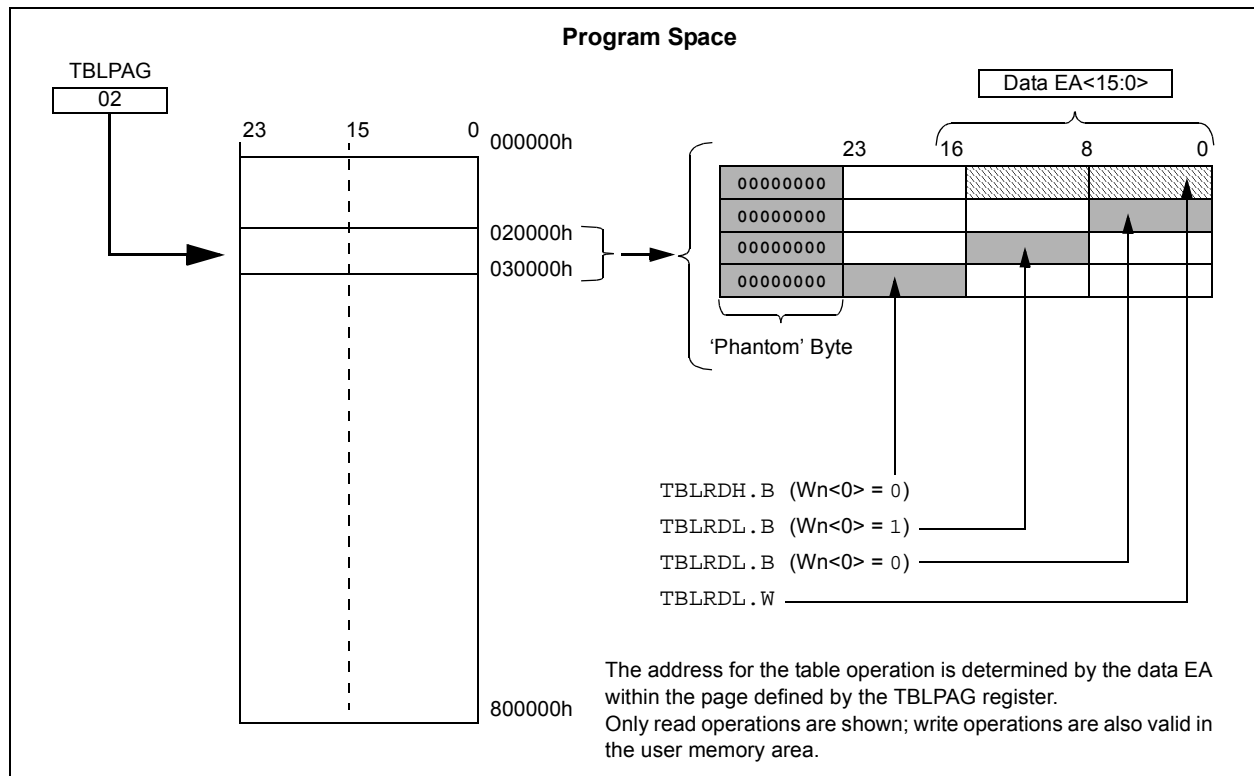 Program Space
TBLPAG
02
Data EA<15:0>
23 15 0
000000h
020000h
030000h
800000h
23 16 8 0
00000000
00000000
00000000
00000000
‘Phantom’ Byte
TBLRDH.B (Wn<0> = 0)
TBLRDL.B (Wn<0> = 1)
TBLRDL.B (Wn<0> = 0)
TBLRDL.W
The address for the table operation is determined by the data EA
within the page defined by the TBLPAG register.
Only read operations are shown; write operations are also valid in
the user memory area.